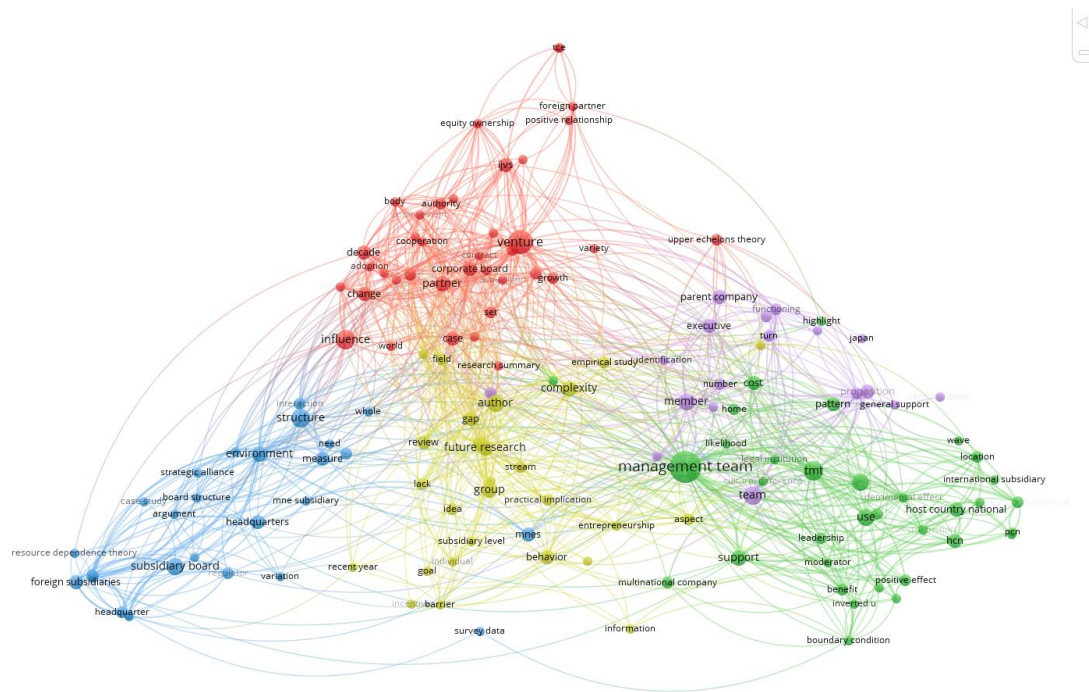 tce
foreign partner
equity ownership
positive relationship
ijvs
body
authority
cooperation
venture
upper echelons theory
decade
contract
variety
adoption
corporate board
partner
growth
change
parent company
functioning
set
executive
highlight
turn
influence
case
japan
world
field
research summary
empirical study
identification
complexity
number
cost
proposition
interaction
author
member
pattern
general support
structure
whole
gap
home
need
review
future research
likelihood
wave
environment
measure
legal institution
location
strategic alliance
stream
management team
tmt
international subsidiary
lack
cultural difference
case study
board structure
mne subsidiary
group
practical implication
team
detrimental effect
argument
idea
host country national
headquarters
entrepreneurship
aspect
use
mnes
pcn
subsidiary level
leadership
hcn
resource dependence theory
subsidiary board
individual
behavior
support
moderator
foreign subsidiaries
regulator
variation
recent year
goal
multinational company
positive effect
benefit
headquarter
barrier
inverted u
survey data
information
boundary condition